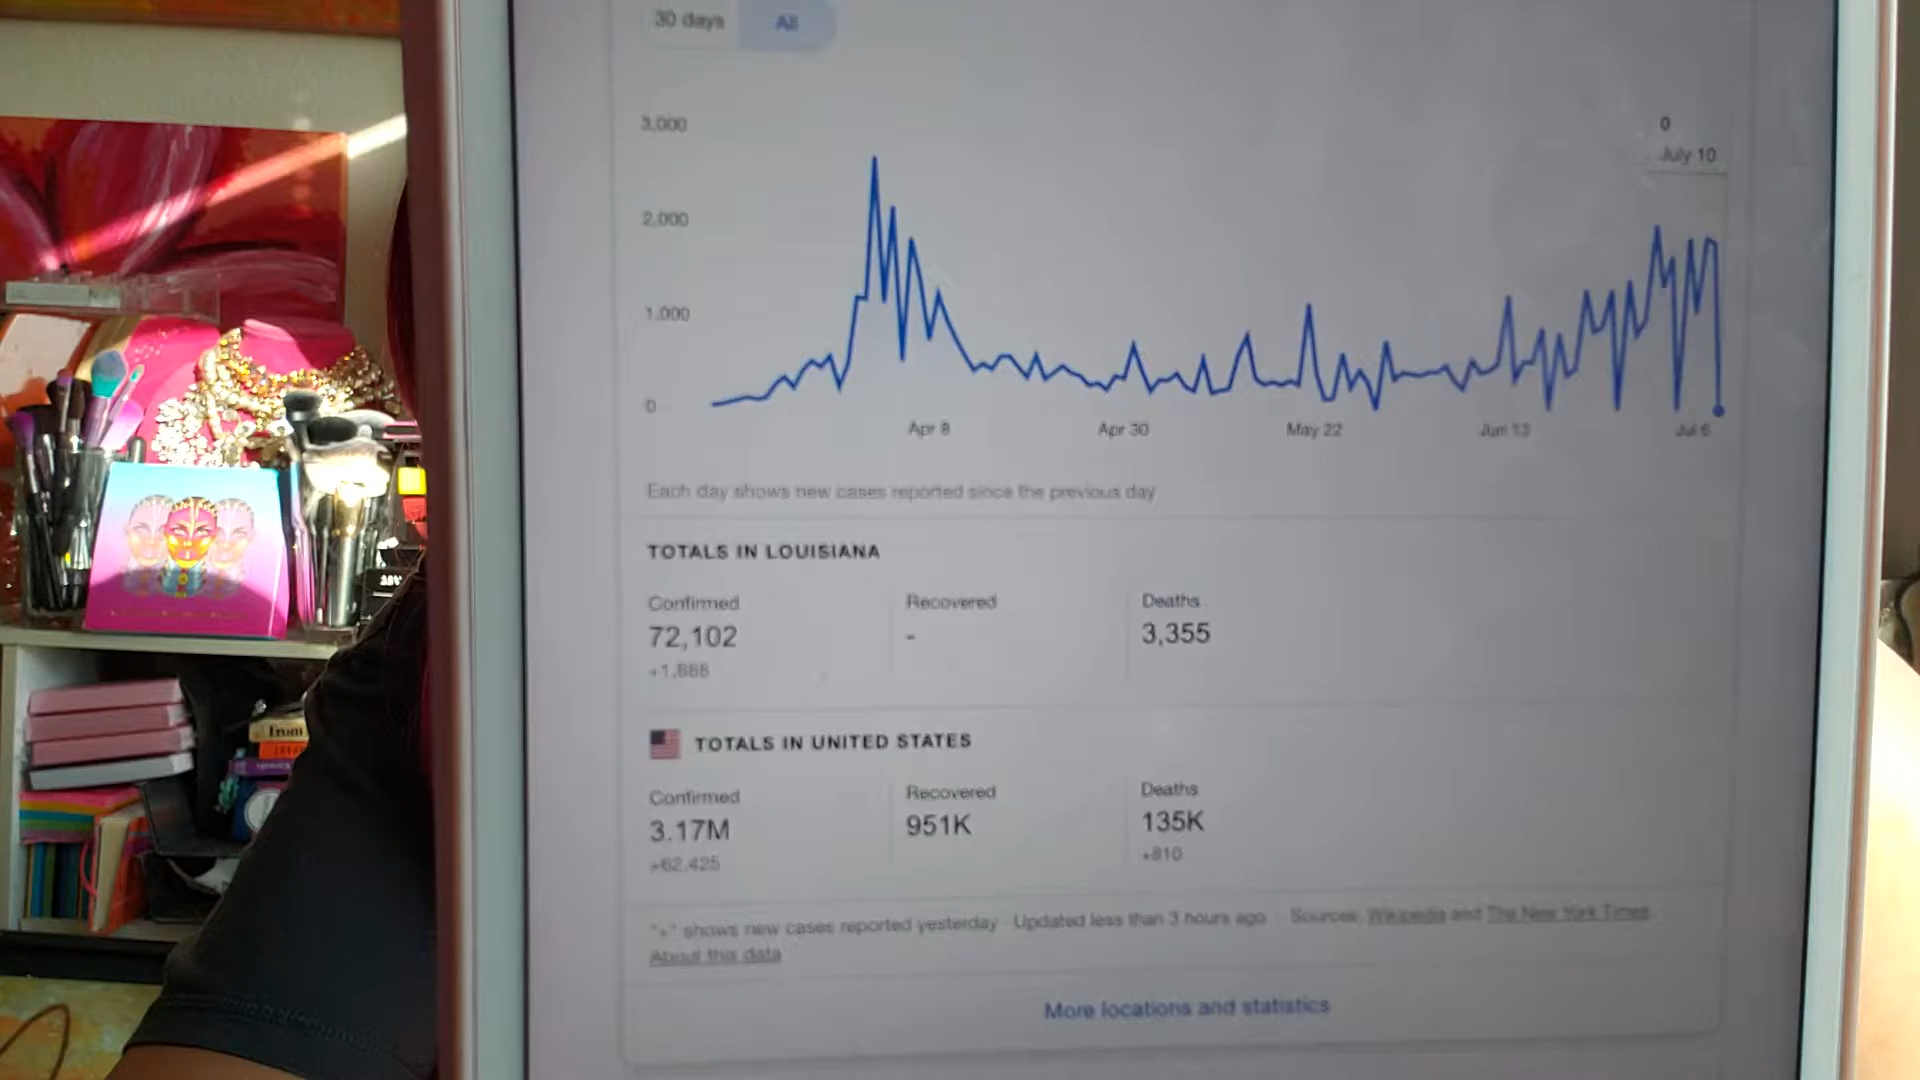 30 days All
3,000
0
July 10
2,000
1,000
0
Apr 8 Apr 30 May 22 Jun 13 Jul 6
Each day shows new cases reported since the previous day
TOTALS IN LOUISIANA
Confirmed Recovered Deaths
72,102 - 3,355
+1,888
TOTALS IN UNITED STATES
Confirmed Recovered Deaths
3.17M 951K 135K
+62,425 +810
"+" shows new cases reported yesterday · Updated less than 3 hours ago · Sources: Wikipedia and The New York Times
About this data
More locations and statistics
from